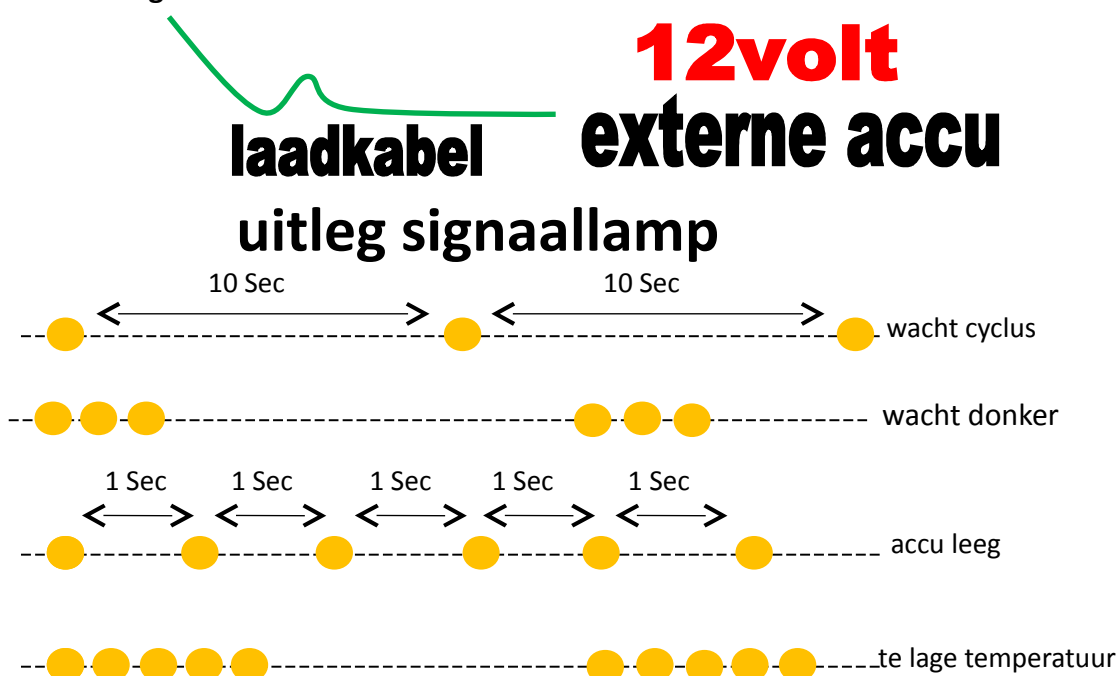 12volt
externe accu
laadkabel
uitleg signaallamp
10 Sec 10 Sec
wacht cyclus
wacht donker
1 Sec 1 Sec 1 Sec 1 Sec 1 Sec
accu leeg
te lage temperatuur